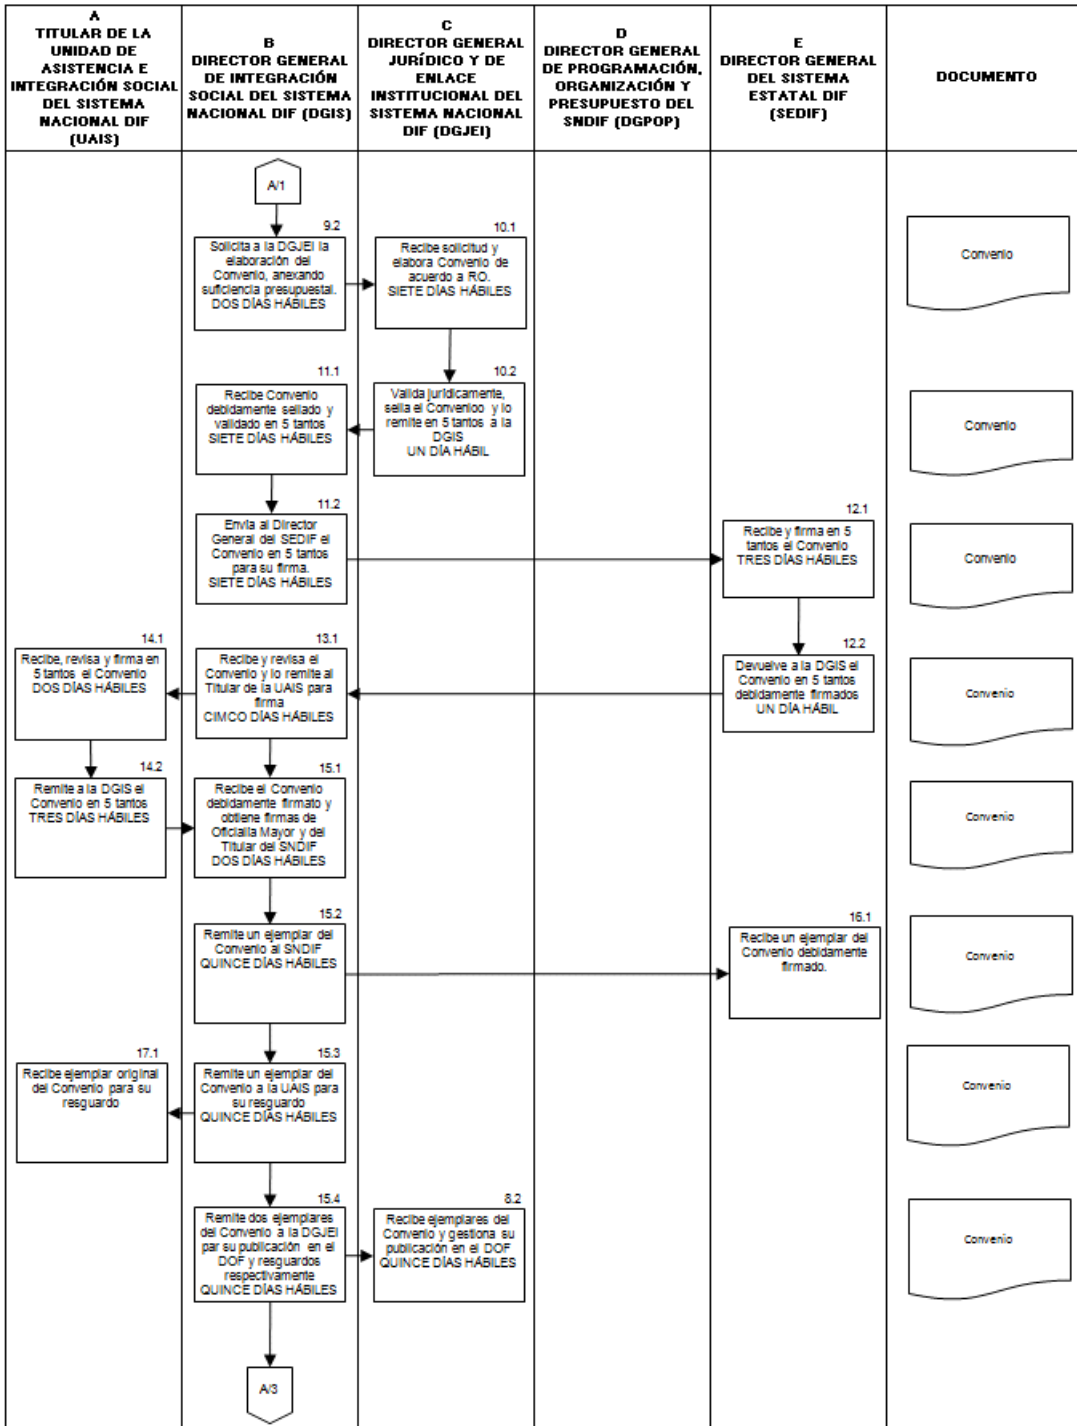 A
TITULAR DE LA
UNIDAD DE
ASISTENCIA E
INTEGRACIÓN SOCIAL
DEL SISTEMA
NACIONAL DIF
(UAIS)
B
DIRECTOR GENERAL
DE INTEGRACIÓN
SOCIAL DEL SISTEMA
NACIONAL DIF (DGIS)
C
DIRECTOR GENERAL
JURÍDICO Y DE
ENLACE
INSTITUCIONAL DEL
SISTEMA NACIONAL
DIF (DGJEI)
D
DIRECTOR GENERAL
DE PROGRAMACIÓN,
ORGANIZACIÓN Y
PRESUPUESTO DEL
SNDIF (DGPOP)
E
DIRECTOR GENERAL
DEL SISTEMA
ESTATAL DIF
(SEDIF)
DOCUMENTO
A/1
9.2
Solicita a la DGJEI la
elaboración del
Convenio, anexando
suficiencia presupuestal.
DOS DÍAS HÁBILES
10.1
Recibe solicitud y
elabora Convenio de
acuerdo a RO.
SIETE DÍAS HÁBILES
Convenio
11.1
Recibe Convenio
debidamente sellado y
validado en 5 tantos
SIETE DÍAS HÁBILES
10.2
Valida jurídicamente,
sella el Convenioo y lo
remite en 5 tantos a la
DGIS
UN DÍA HÁBIL
Convenio
11.2
Envía al Director
General del SEDIF el
Convenio en 5 tantos
para su firma.
SIETE DÍAS HÁBILES
12.1
Recibe y firma en 5
tantos el Convenio
TRES DÍAS HÁBILES
Convenio
14.1
Recibe, revisa y firma en
5 tantos el Convenio
DOS DÍAS HÁBILES
13.1
Recibe y revisa el
Convenio y lo remite al
Titular de la UAIS para
firma
CIMCO DÍAS HÁBILES
12.2
Devuelve a la DGIS el
Convenio en 5 tantos
debidamente firmados
UN DÍA HÁBIL
Convenio
14.2
Remite a la DGIS el
Convenio en 5 tantos
TRES DÍAS HÁBILES
15.1
Recibe el Convenio
debidamente firmato y
obtiene firmas de
Oficialía Mayor y del
Titular del SNDIF
DOS DÍAS HÁBILES
Convenio
15.2
Remite un ejemplar del
Convenio al SNDIF
QUINCE DÍAS HÁBILES
16.1
Recibe un ejemplar del
Convenio debidamente
firmado.
Convenio
17.1
Recibe ejemplar original
del Convenio para su
resguardo
15.3
Remite un ejemplar del
Convenio a la UAIS para
su resguardo
QUINCE DÍAS HÁBILES
Convenio
15.4
Remite dos ejemplares
del Convenio a la DGJEI
par su publicación en el
DOF y resguardos
respectivamente
QUINCE DÍAS HÁBILES
8.2
Recibe ejemplares del
Convenio y gestiona su
publicación en el DOF
QUINCE DÍAS HÁBILES
Convenio
A/3